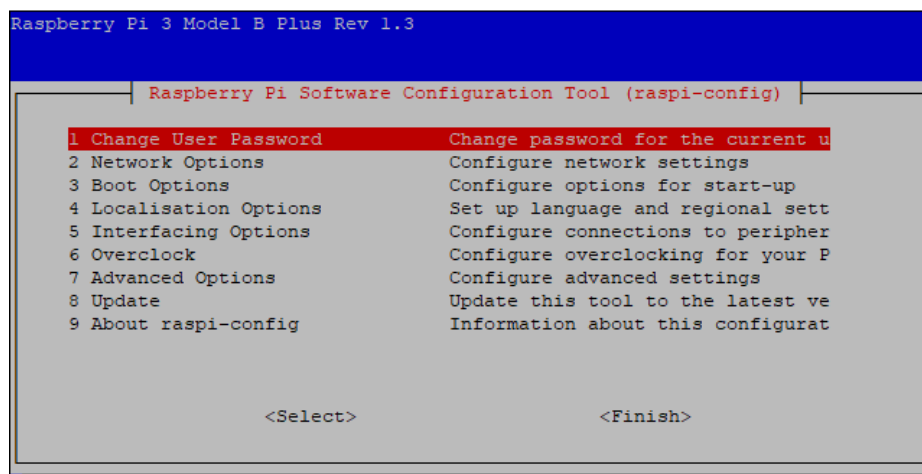 Raspberry Pi 3 Model B Plus Rev 1.3
Raspberry Pi Software Configuration Tool (raspi-config)
1 Change User Password Change password for the current u
2 Network Options Configure network settings
3 Boot Options Configure options for start-up
4 Localisation Options Set up language and regional sett
5 Interfacing Options Configure connections to peripher
6 Overclock Configure overclocking for your P
7 Advanced Options Configure advanced settings
8 Update Update this tool to the latest ve
9 About raspi-config Information about this configurat
<Select> <Finish>